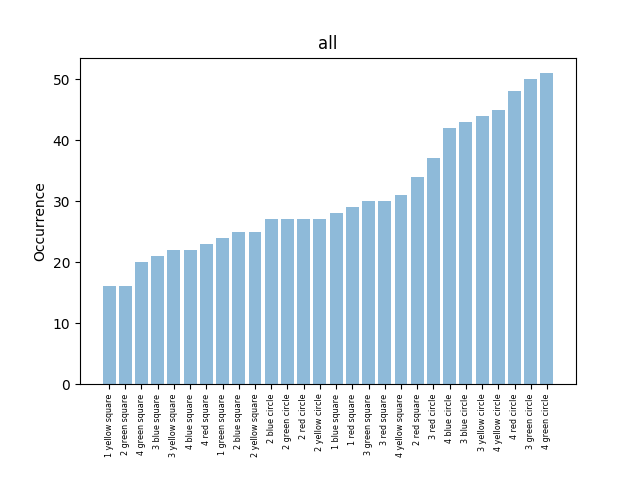 all
Occurrence
50
40
30
20
10
0
1 yellow square
2 green square
4 green square
3 blue square
3 yellow square
4 blue square
4 red square
1 green square
2 blue square
2 yellow square
2 blue circle
2 green circle
2 red circle
2 yellow circle
1 blue square
1 red square
3 green square
3 red square
4 yellow square
2 red square
3 red circle
4 blue circle
3 blue circle
3 yellow circle
4 yellow circle
4 red circle
3 green circle
4 green circle